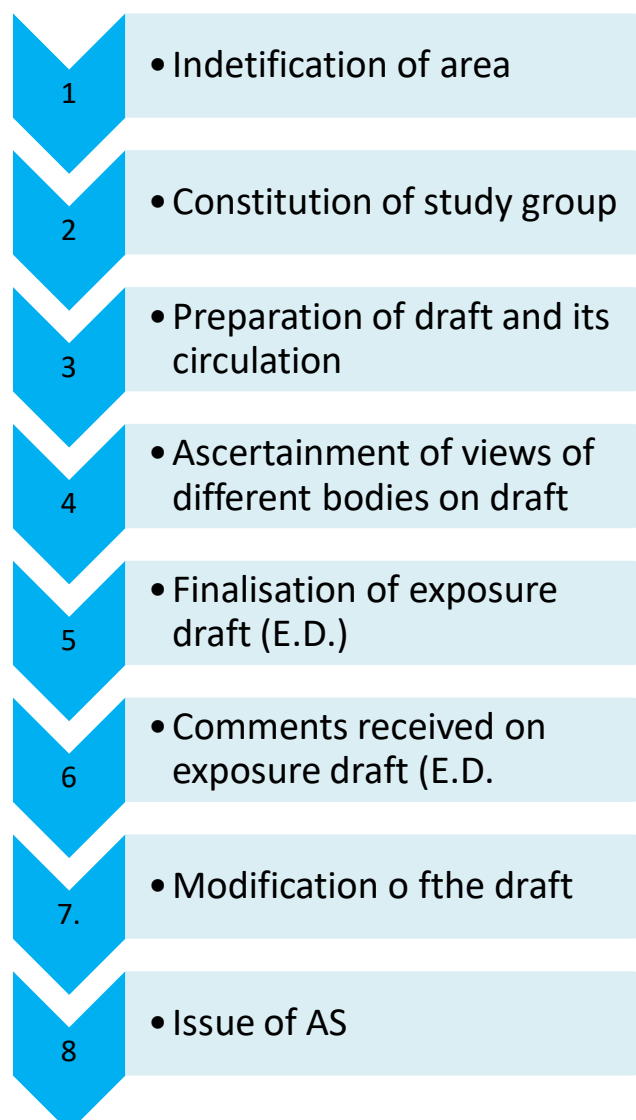 1
• Indetification of area
2
• Constitution of study group
3
• Preparation of draft and its
circulation
4
• Ascertainment of views of
different bodies on draft
5
• Finalisation of exposure
draft (E.D.)
6
• Comments received on
exposure draft (E.D.
7.
• Modification o fthe draft
8
• Issue of AS